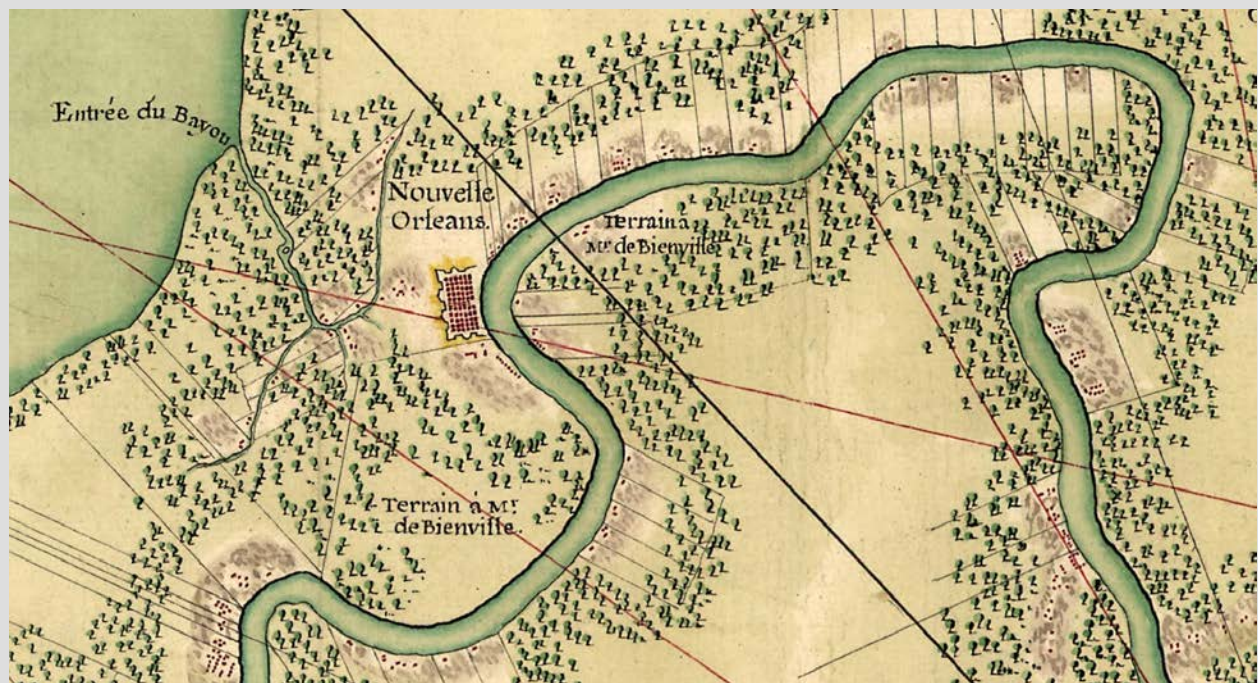 Entrée du Bayou
Nouvelle
Orleans.
Terrain à
Mr. de Bienville
Terrain à Mr.
de Bienville.